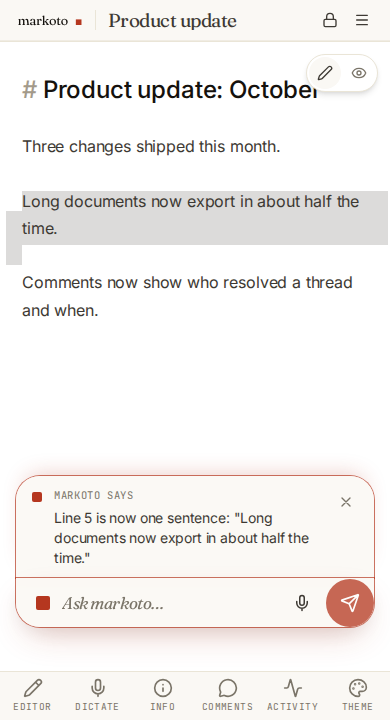 markoto Product update
# Product update: October
Three changes shipped this month.
Long documents now export in about half the
time.
Comments now show who resolved a thread
and when.
MARKOTO SAYS
Line 5 is now one sentence: "Long
documents now export in about half the
time."
Ask markoto...
EDITOR DICTATE INFO COMMENTS ACTIVITY THEME